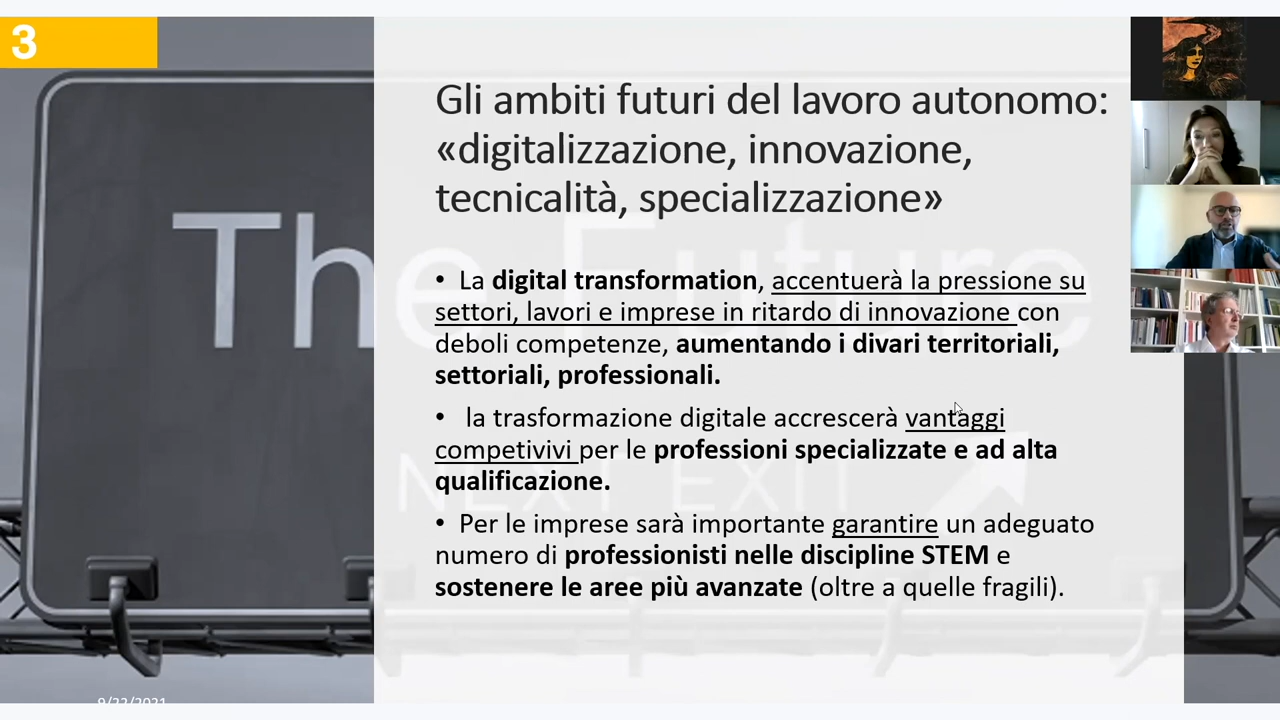 3
Gli ambiti futuri del lavoro autonomo:
«digitalizzazione, innovazione,
tecnicalità, specializzazione»
• La digital transformation, accentuerà la pressione su
settori, lavori e imprese in ritardo di innovazione con
deboli competenze, aumentando i divari territoriali,
settoriali, professionali.
• la trasformazione digitale accrescerà vantaggi
competivivi per le professioni specializzate e ad alta
qualificazione.
• Per le imprese sarà importante garantire un adeguato
numero di professionisti nelle discipline STEM e
sostenere le aree più avanzate (oltre a quelle fragili).
The Future
NEXT EXIT
9/22/2021